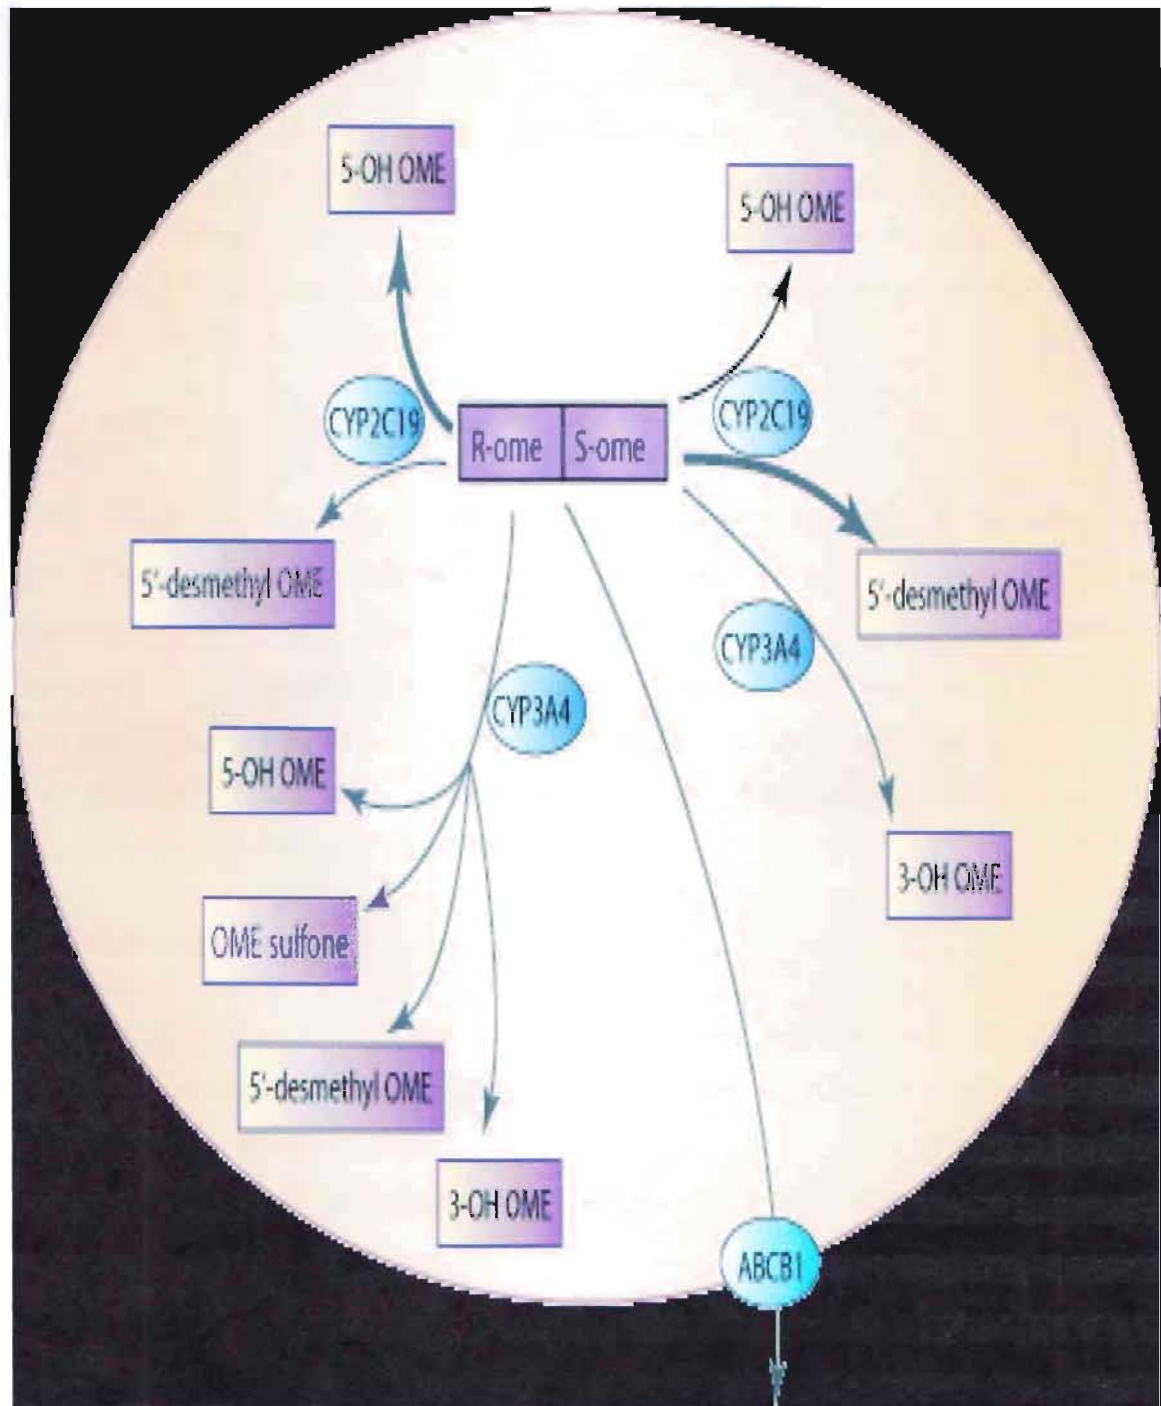 5-OH OME
5-OH OME
CYP2C19
CYP2C19
R-ome
S-ome
5'-desmethyl OME
5'-desmethyl OME
CYP3A4
CYP3A4
5-OH OME
3-OH OME
OME sulfone
5'-desmethyl OME
3-OH OME
ABCB1